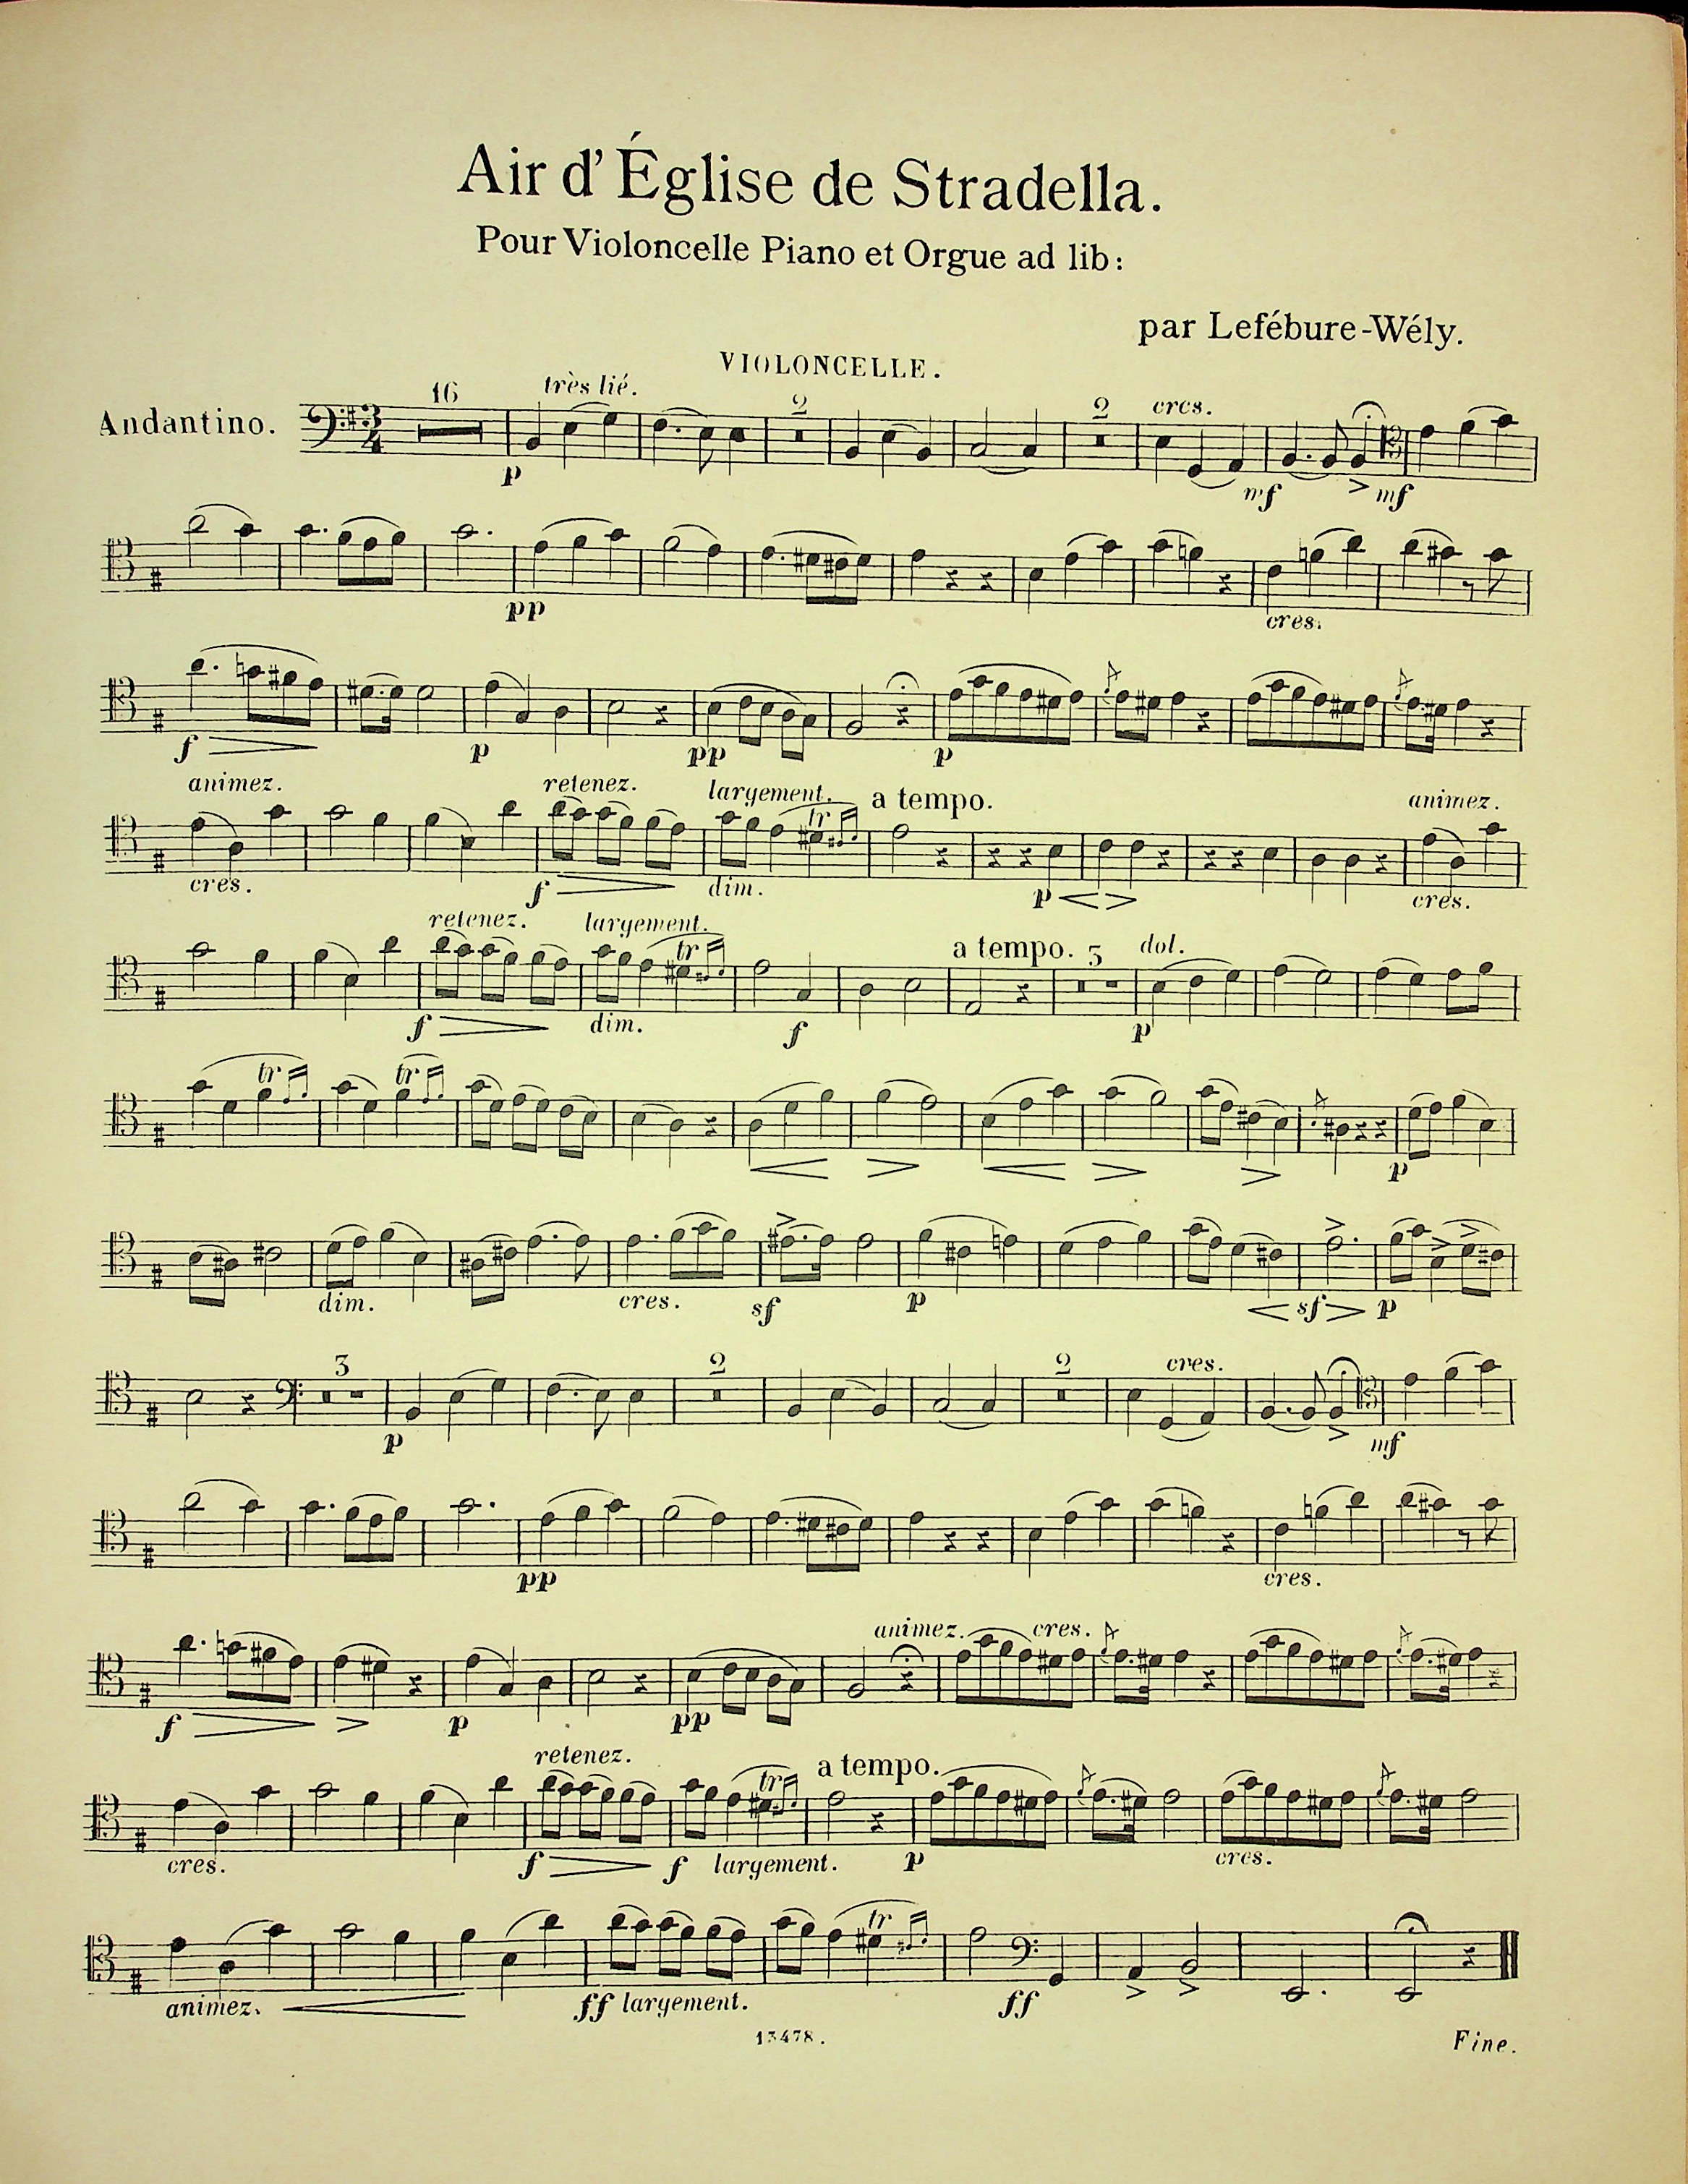 Air d'Église de Stradella.
Pour Violoncelle Piano et Orgue ad lib:
par Lefébure-Wély.
VIOLONCELLE.
Andantino.
16 très lié. 2 2 cres.
3 4
p mf mf
pp cres.
f p pp p
animez. retenez. largement. tr a tempo. animez.
cres. f dim. p cres.
retenez. largement. tr a tempo. 5 dol.
f dim. f p
tr tr
p
dim. cres. sf p sf p
3 2 2 cres.
p mf
pp cres.
animez. cres.
f p pp
retenez. tr a tempo.
cres. f f largement. p cres.
tr
animez. ff largement. ff
13478.
Fine.